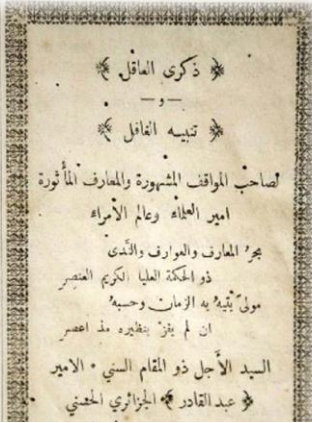 ﴿ ذكرى العاقل ﴾
— و —
﴿ تنبيه الغافل ﴾
لصاحب المواقف المشهورة والمعارف المأثورة
امير العلماء وعالم الأمراء
بحرُ المعارف والعوارف والنَّدى
ذو الحكمة العليا الكريم العنصر
مولىً يتيهُ به الزمان وحسبهُ
ان لم يفز بنظيره مذ اعصر
السيد الأجل ذو المقام السني • الامير
﴿ عبد القادر ﴾ الجزائري الحسني